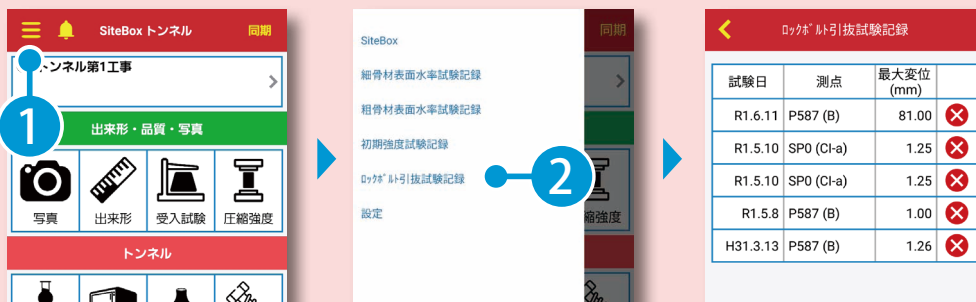 SiteBox トンネル
同期
トンネル第1工事
1
出来形・品質・写真
写真
出来形
受入試験
圧縮強度
トンネル
同期
SiteBox
細骨材表面水率試験記録
粗骨材表面水率試験記録
初期強度試験記録
ﾛｯｸﾎﾞﾙﾄ引抜試験記録
2
設定
縮強度
ﾛｯｸﾎﾞﾙﾄ引抜試験記録
試験日 測点 最大変位
(mm)
R1.6.11 P587 (B) 81.00
R1.5.10 SP0 (CI-a) 1.25
R1.5.10 SP0 (CI-a) 1.25
R1.5.8 P587 (B) 1.00
H31.3.13 P587 (B) 1.26